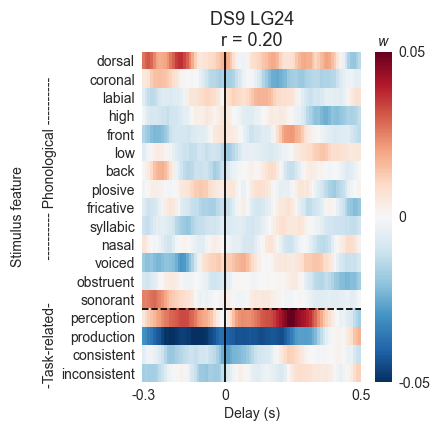 DS9 LG24
r = 0.20
w
dorsal
coronal
labial
high
front
low
back
plosive
fricative
syllabic
nasal
voiced
obstruent
sonorant
perception
production
consistent
inconsistent
Stimulus feature
-Task-related- ----------- Phonological -----------
0.05
0
-0.05
-0.3 0 0.5
Delay (s)